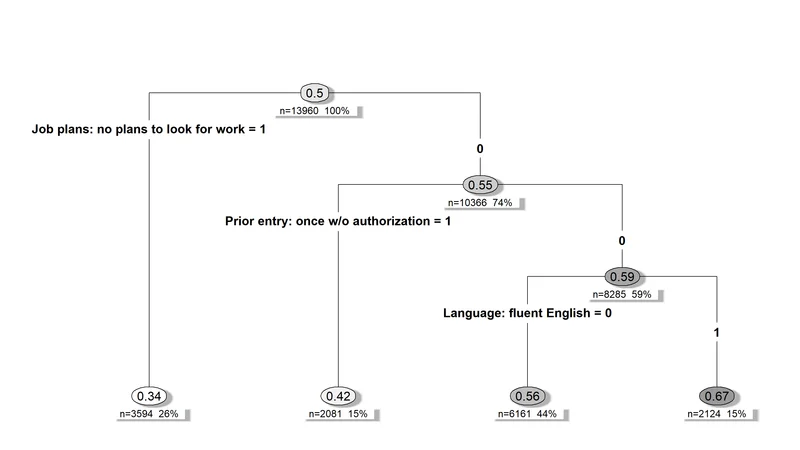 0.5
n=13960 100%
Job plans: no plans to look for work = 1
0
0.55
n=10366 74%
Prior entry: once w/o authorization = 1
0
0.59
n=8285 59%
Language: fluent English = 0
1
0.34
n=3594 26%
0.42
n=2081 15%
0.56
n=6161 44%
0.67
n=2124 15%